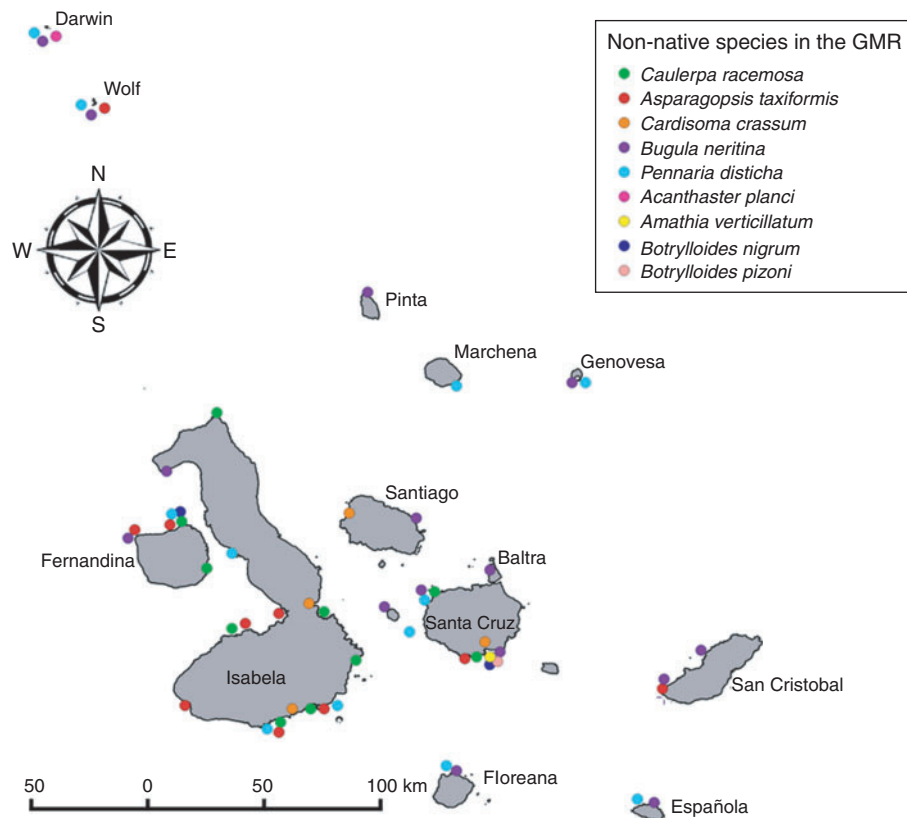 Darwin
Wolf
N
W E
S
Non-native species in the GMR
Caulerpa racemosa
Asparagopsis taxiformis
Cardisoma crassum
Bugula neritina
Pennaria disticha
Acanthaster planci
Amathia verticillatum
Botrylloides nigrum
Botrylloides pizoni
Pinta
Marchena
Genovesa
Santiago
Fernandina
Baltra
Santa Cruz
Isabela
San Cristobal
50 0 50 100 km
Floreana
Española